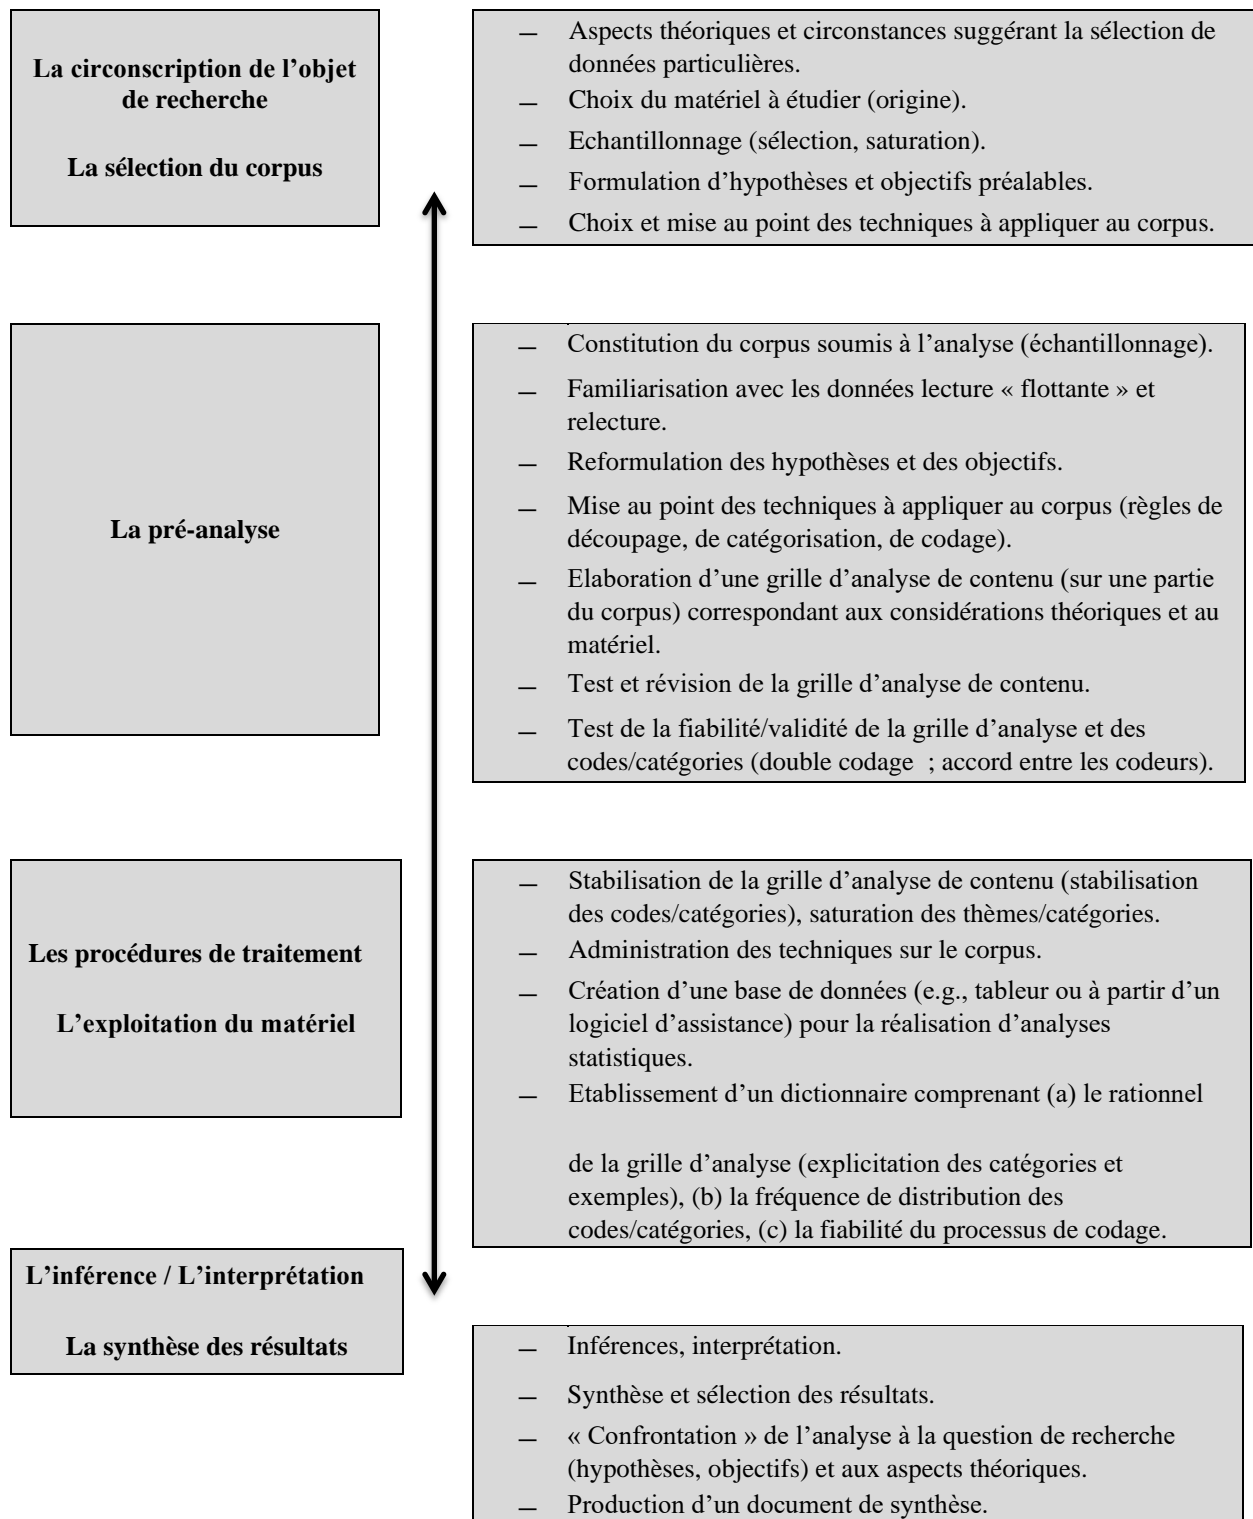 La circonscription de l’objet
de recherche
La sélection du corpus
— Aspects théoriques et circonstances suggérant la sélection de
données particulières.
— Choix du matériel à étudier (origine).
— Echantillonnage (sélection, saturation).
— Formulation d’hypothèses et objectifs préalables.
— Choix et mise au point des techniques à appliquer au corpus.
La pré-analyse
— Constitution du corpus soumis à l’analyse (échantillonnage).
— Familiarisation avec les données lecture « flottante » et
relecture.
— Reformulation des hypothèses et des objectifs.
— Mise au point des techniques à appliquer au corpus (règles de
découpage, de catégorisation, de codage).
— Elaboration d’une grille d’analyse de contenu (sur une partie
du corpus) correspondant aux considérations théoriques et au
matériel.
— Test et révision de la grille d’analyse de contenu.
— Test de la fiabilité/validité de la grille d’analyse et des
codes/catégories (double codage ; accord entre les codeurs).
Les procédures de traitement
L’exploitation du matériel
— Stabilisation de la grille d’analyse de contenu (stabilisation
des codes/catégories), saturation des thèmes/catégories.
— Administration des techniques sur le corpus.
— Création d’une base de données (e.g., tableur ou à partir d’un
logiciel d’assistance) pour la réalisation d’analyses
statistiques.
— Etablissement d’un dictionnaire comprenant (a) le rationnel
de la grille d’analyse (explicitation des catégories et
exemples), (b) la fréquence de distribution des
codes/catégories, (c) la fiabilité du processus de codage.
L’inférence / L’interprétation
La synthèse des résultats
— Inférences, interprétation.
— Synthèse et sélection des résultats.
— « Confrontation » de l’analyse à la question de recherche
(hypothèses, objectifs) et aux aspects théoriques.
— Production d’un document de synthèse.